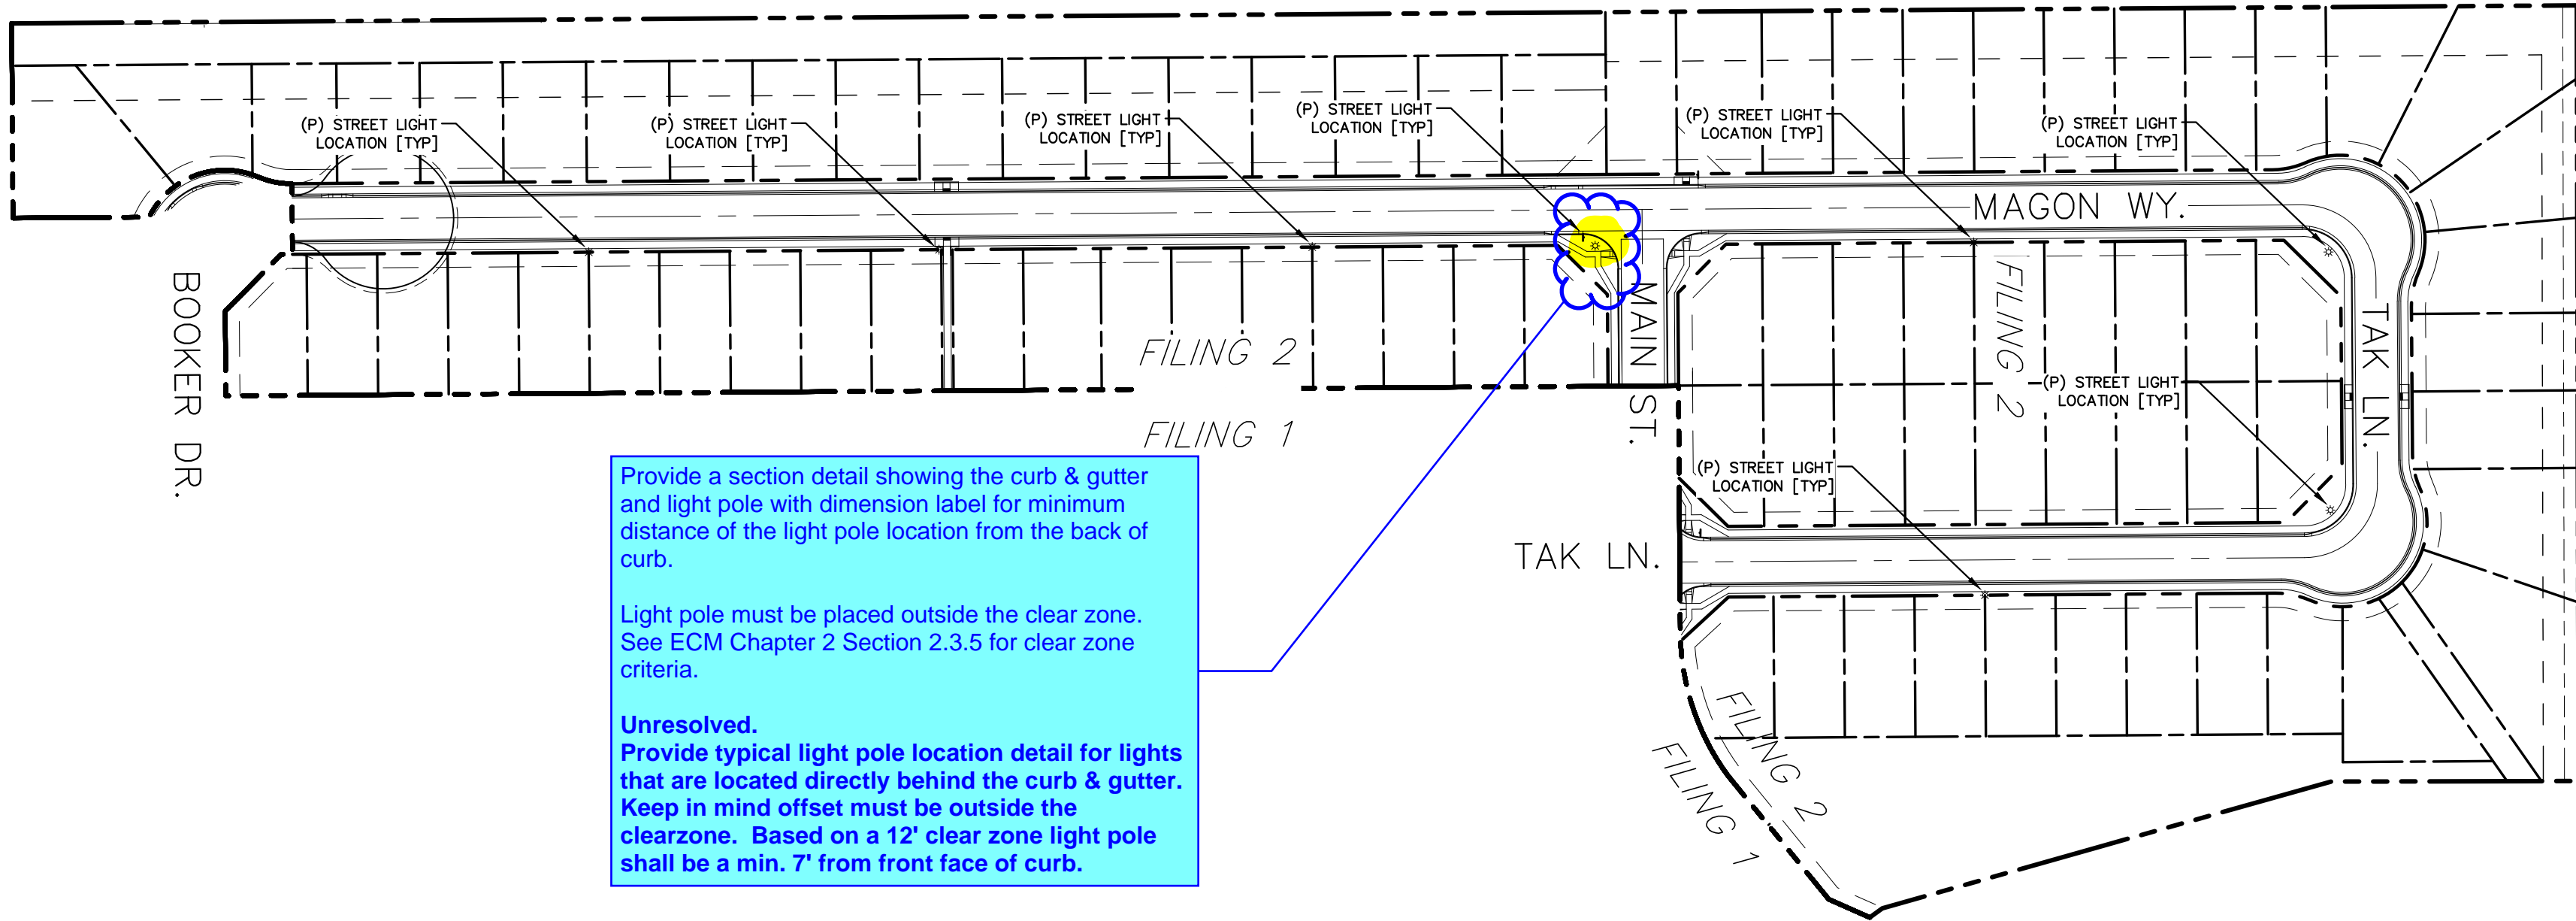 (P) STREET LIGHT
LOCATION [TYP]
(P) STREET LIGHT
LOCATION [TYP]
(P) STREET LIGHT
LOCATION [TYP]
(P) STREET LIGHT
LOCATION [TYP]
(P) STREET LIGHT
LOCATION [TYP]
(P) STREET LIGHT
LOCATION [TYP]
MAGON WY.
BOOKER DR.
MAIN ST.
FILING 2
TAK LN.
FILING 2
FILING 1
(P) STREET LIGHT
LOCATION [TYP]
(P) STREET LIGHT
LOCATION [TYP]
TAK LN.
Provide a section detail showing the curb & gutter
and light pole with dimension label for minimum
distance of the light pole location from the back of
curb.
Light pole must be placed outside the clear zone.
See ECM Chapter 2 Section 2.3.5 for clear zone
criteria.
Unresolved.
Provide typical light pole location detail for lights
that are located directly behind the curb & gutter.
Keep in mind offset must be outside the
clearzone. Based on a 12' clear zone light pole
shall be a min. 7' from front face of curb.
FILING 2
FILING 1